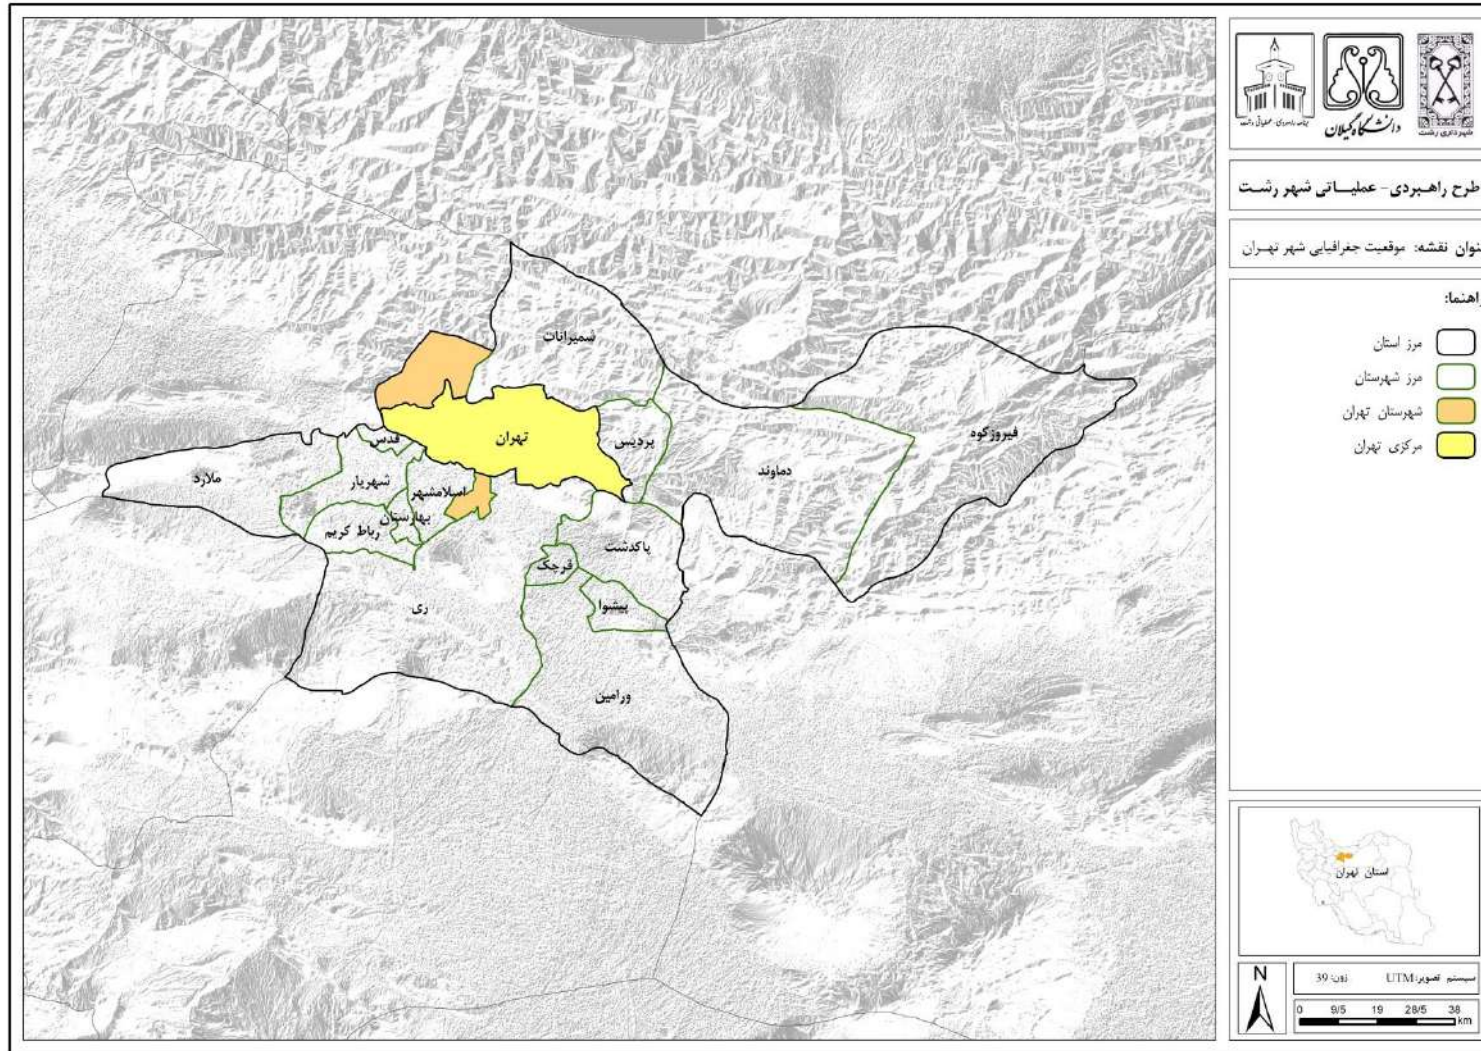 دانشگاه گیلان
شهرداری رشت
طرح راهبردی - عملیاتی شهر رشت
نوان نقشه: موقعیت جغرافیایی شهر تهران
راهنما:
مرز استان
مرز شهرستان
شهرستان تهران
مرکزی تهران
شمیرانات
فیروزکوه
تهران
پردیس
دماوند
قدس
ملارد
شهریار
اسلامشهر
بهارستان
رباط کریم
پاکدشت
قرچک
پیشوا
ری
ورامین
استان تهران
N
سیستم تصویر: UTM زون: 39
0 9/5 19 28/5 38
km